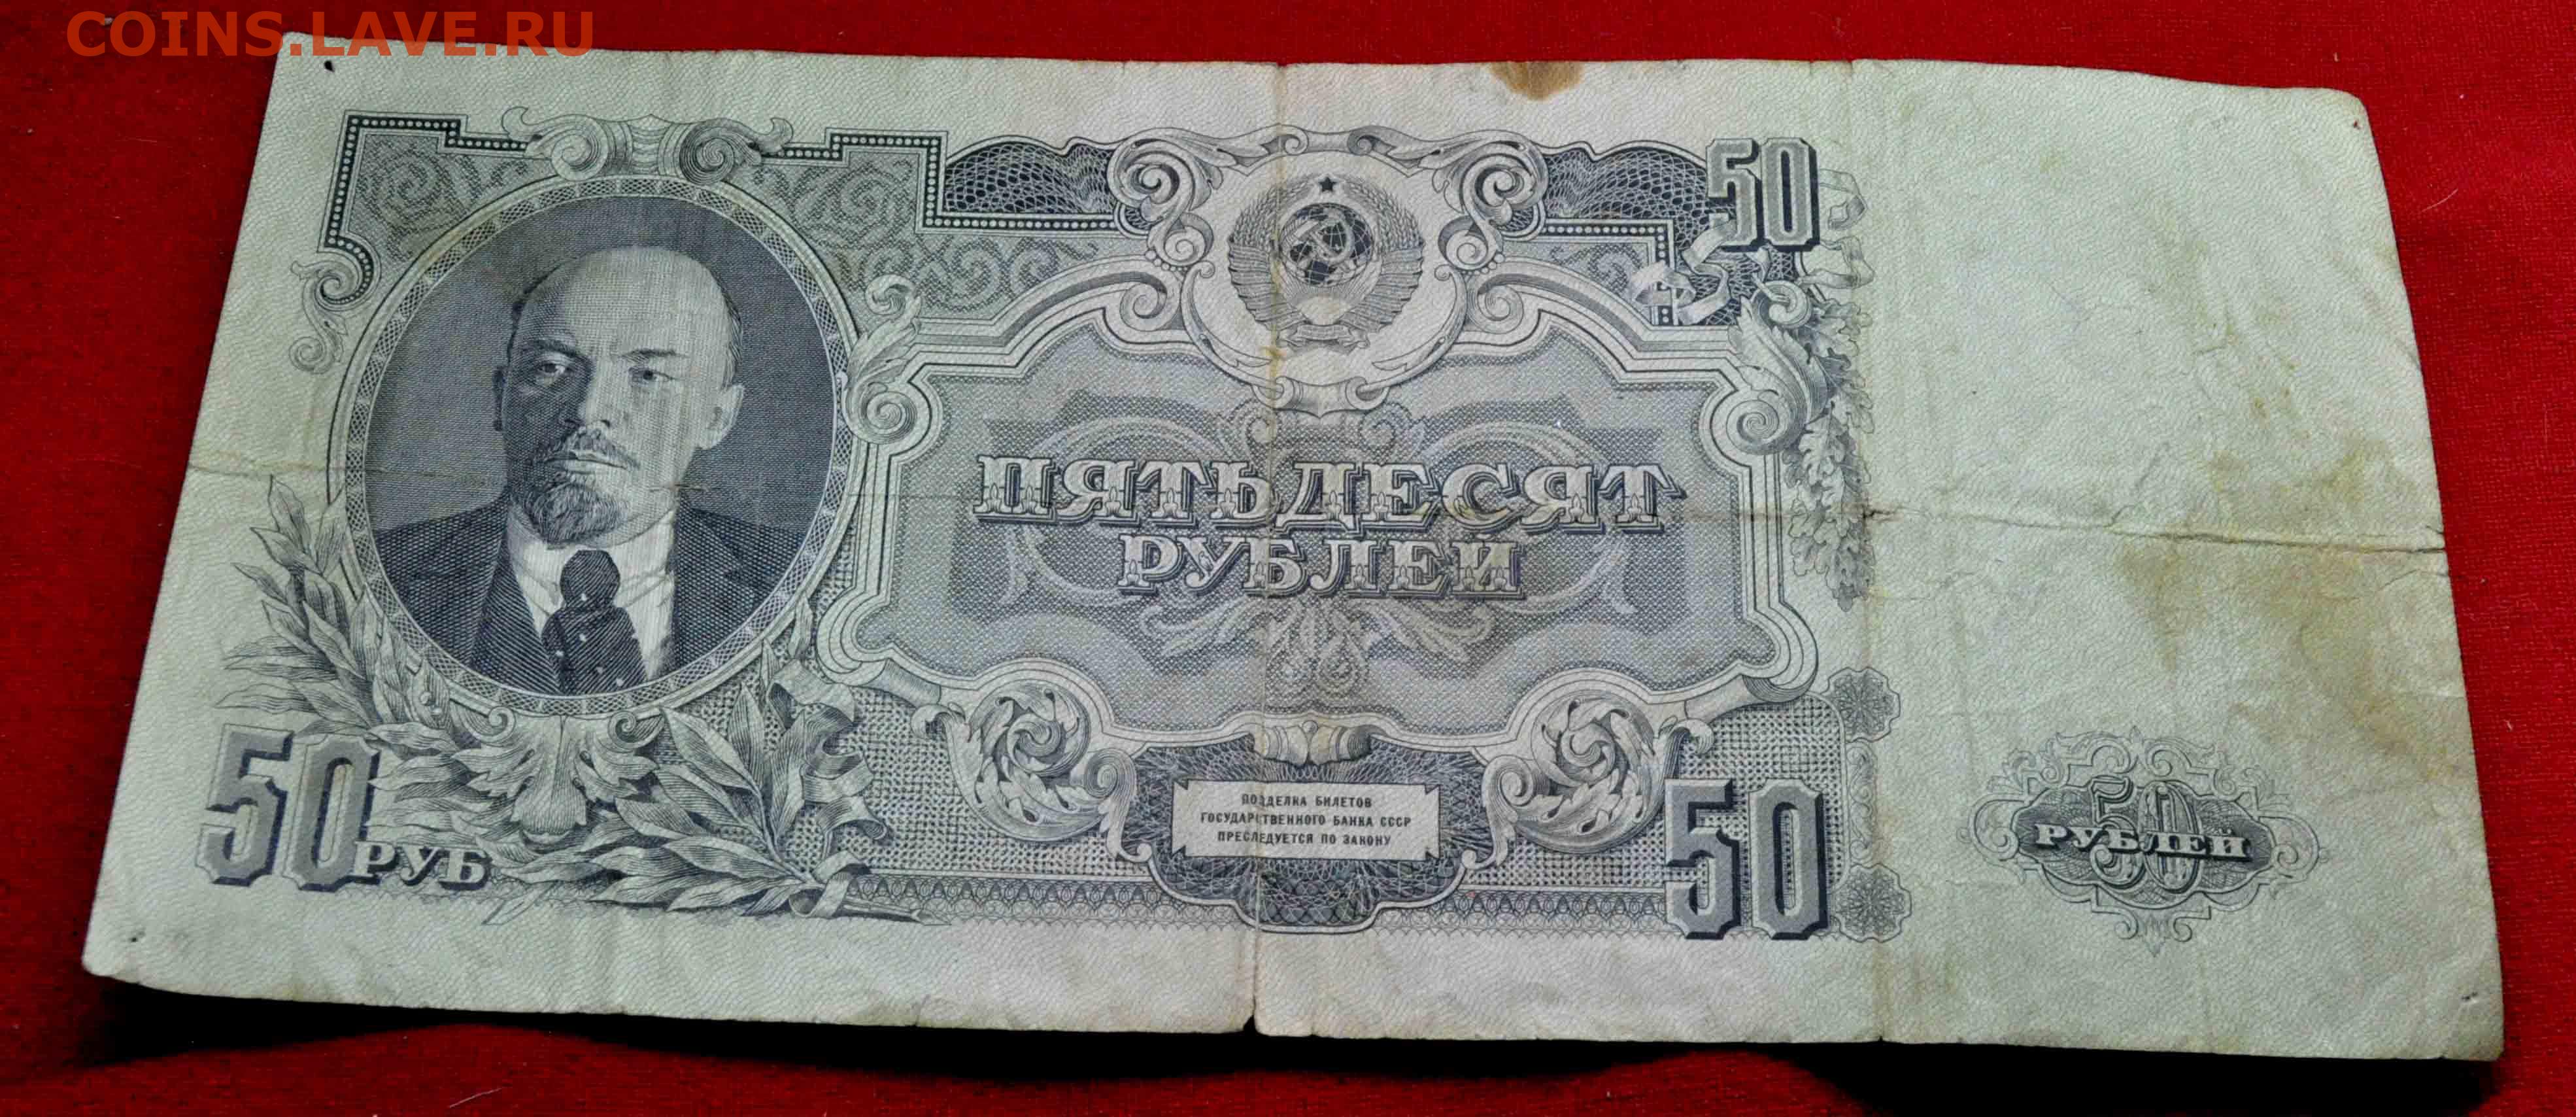 COINS.LAVE.RU
50
ПЯТЬДЕСЯТ
РУБЛЕЙ
50 РУБ
ПОДДЕЛКА БИЛЕТОВ
ГОСУДАРСТВЕННОГО БАНКА СССР
ПРЕСЛЕДУЕТСЯ ПО ЗАКОНУ
50
50
РУБЛЕЙ